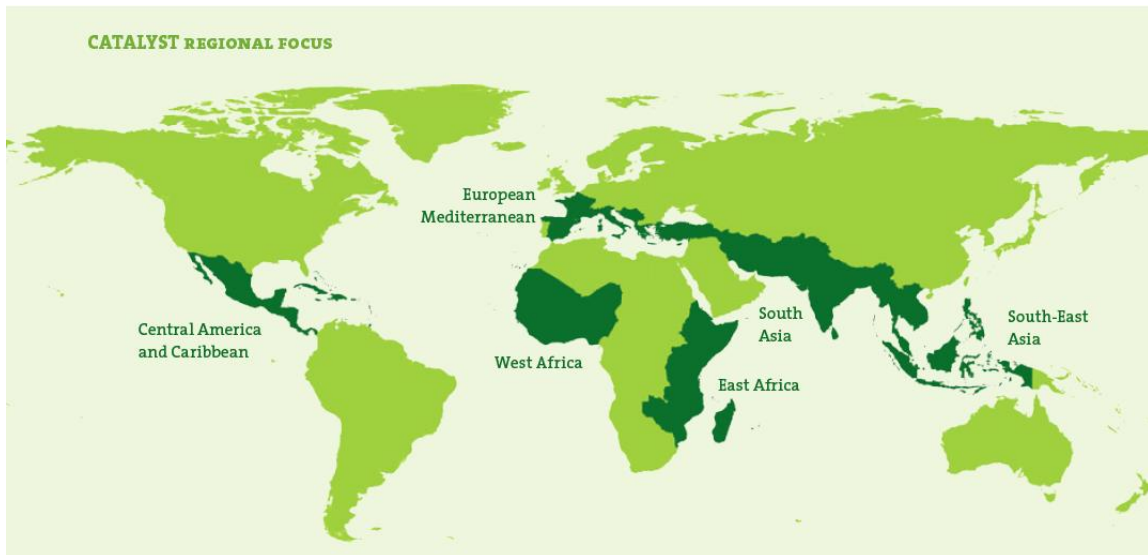 CATALYST REGIONAL FOCUS
European
Mediterranean
Central America
and Caribbean
West Africa
South
Asia
East Africa
South-East
Asia